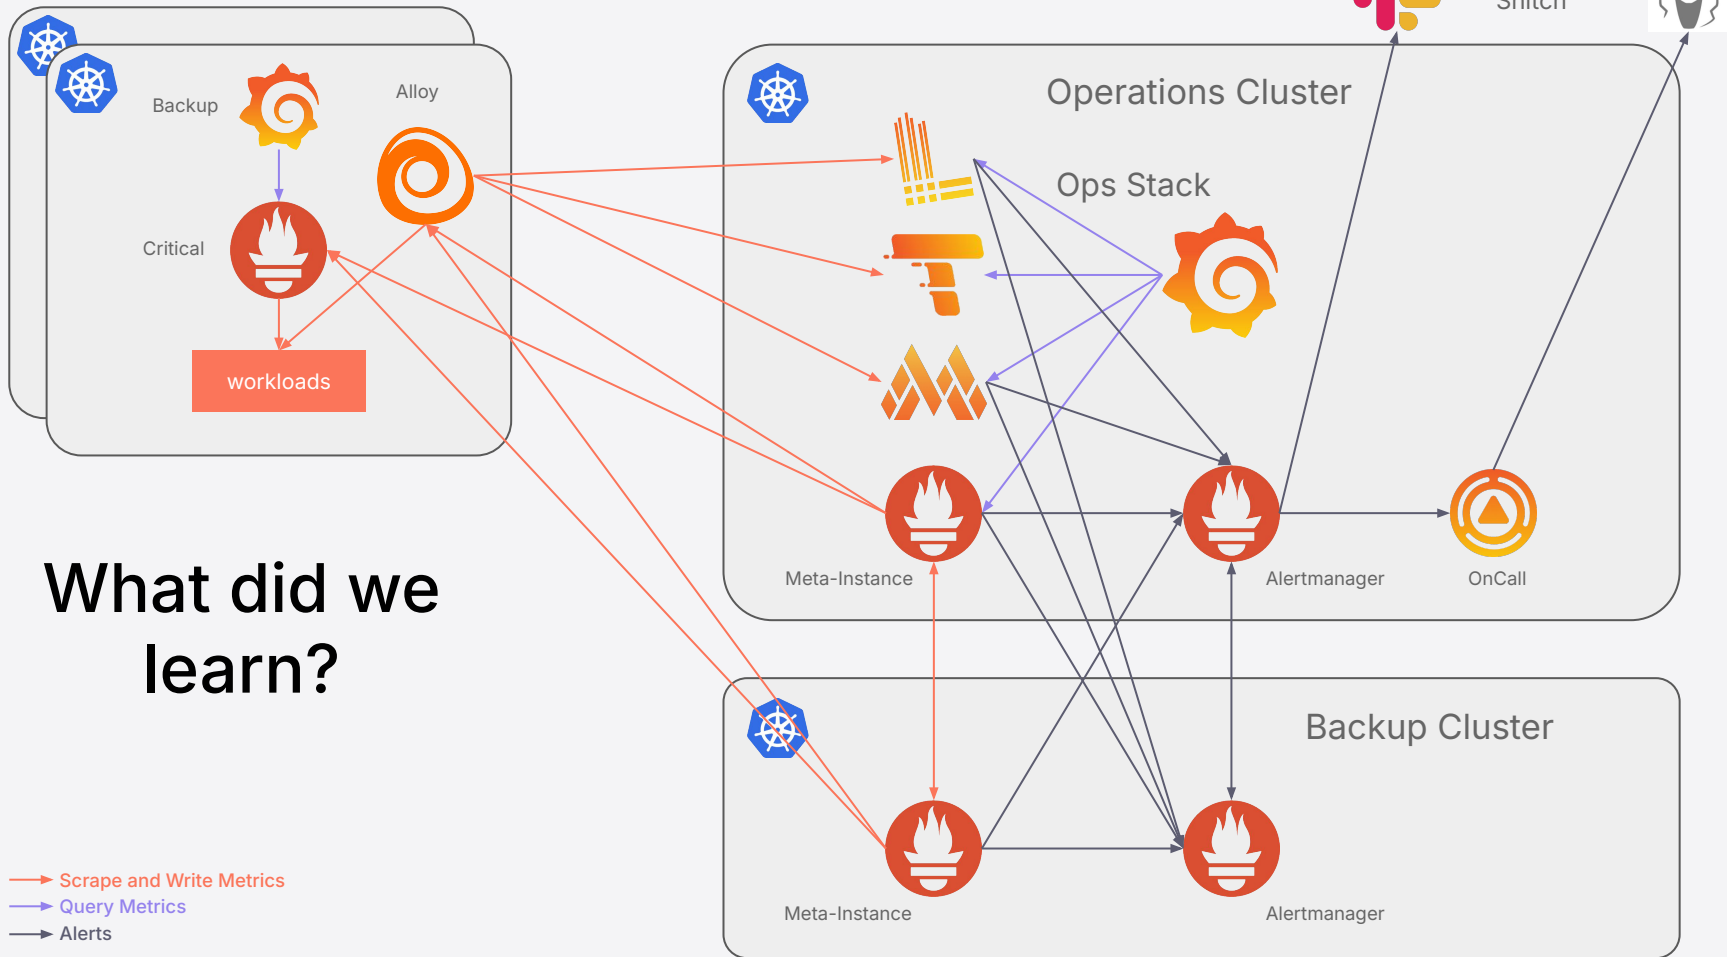 Snitch
Backup
Alloy
Critical
workloads
Operations Cluster
Ops Stack
Meta-Instance
Alertmanager
OnCall
What did we
learn?
Backup Cluster
Meta-Instance
Alertmanager
Scrape and Write Metrics
Query Metrics
Alerts